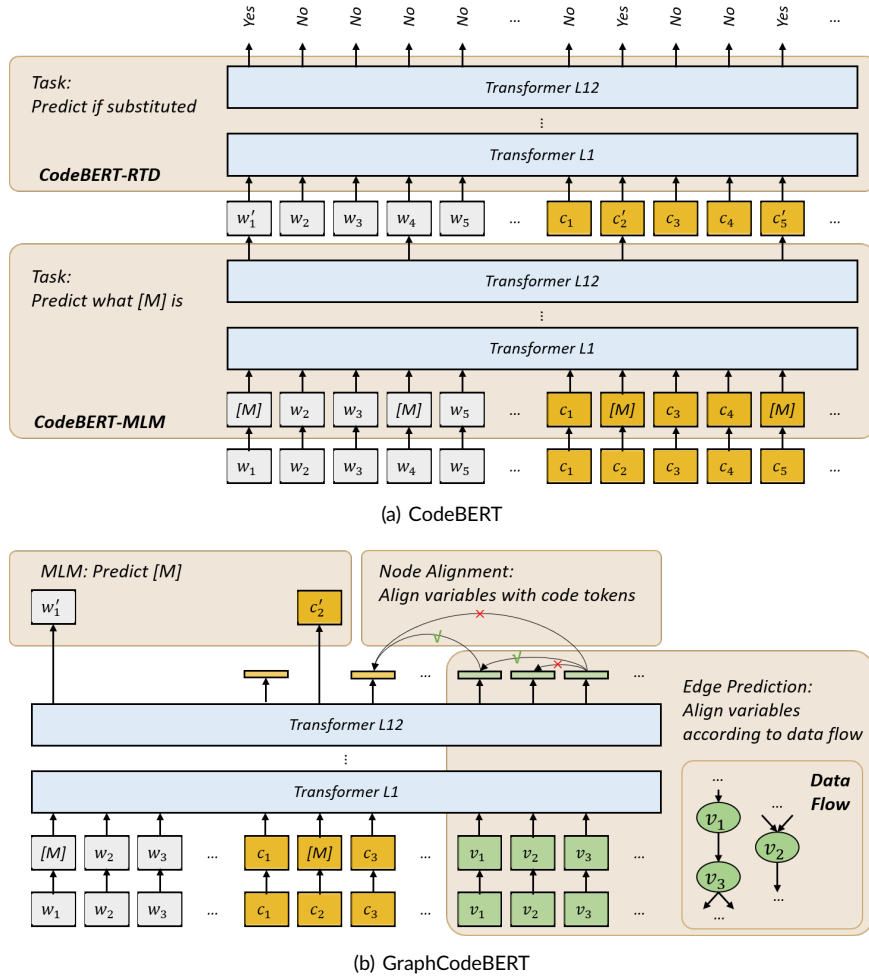 Yes No No No No ... No Yes No No Yes ...
Task:
Predict if substituted
Transformer L12
...
Transformer L1
CodeBERT-RTD
w′₁ w₂ w₃ w₄ w₅ ... c₁ c′₂ c₃ c₄ c′₅ ...
Task:
Predict what [M] is
Transformer L12
...
Transformer L1
CodeBERT-MLM
[M] w₂ w₃ [M] w₅ ... c₁ [M] c₃ c₄ [M] ...
w₁ w₂ w₃ w₄ w₅ ... c₁ c₂ c₃ c₄ c₅ ...
(a) CodeBERT
MLM: Predict [M]
w′₁ c′₂
Node Alignment:
Align variables with code tokens
× √ √ ×
... ...
Edge Prediction:
Align variables
according to data flow
Transformer L12
...
Transformer L1
[M] w₂ w₃ ... c₁ [M] c₃ ... v₁ v₂ v₃ ...
w₁ w₂ w₃ ... c₁ c₂ c₃ ... v₁ v₂ v₃ ...
Data
Flow
... ...
v₁ v₂
v₃ ...
...
(b) GraphCodeBERT